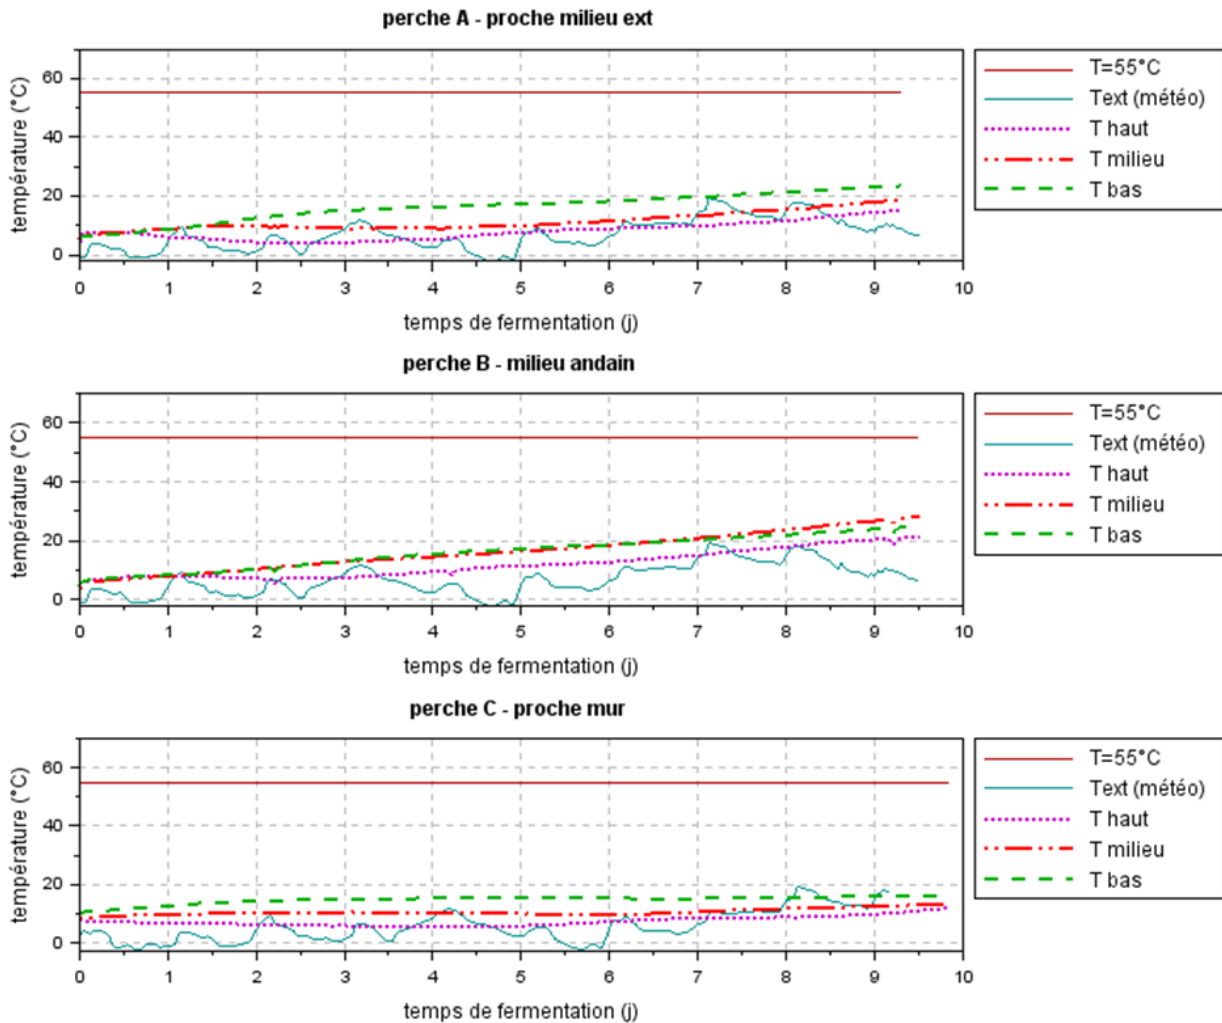 perche A - proche milieu ext
température (°C)
60
40
20
0
0 1 2 3 4 5 6 7 8 9 10
temps de fermentation (j)
T=55°C
Text (météo)
T haut
T milieu
T bas
perche B - milieu andain
température (°C)
60
40
20
0
0 1 2 3 4 5 6 7 8 9 10
temps de fermentation (j)
T=55°C
Text (météo)
T haut
T milieu
T bas
perche C - proche mur
température (°C)
60
40
20
0
0 1 2 3 4 5 6 7 8 9 10
temps de fermentation (j)
T=55°C
Text (météo)
T haut
T milieu
T bas